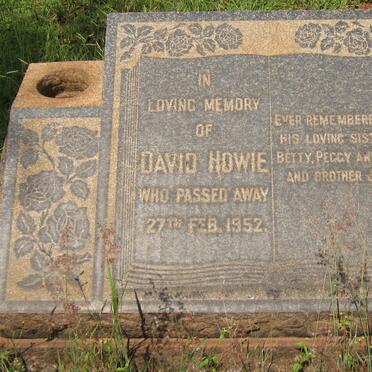 IN
LOVING MEMORY
OF
DAVID HOWIE
WHO PASSED AWAY
27TH FEB. 1952.
EVER REMEMBERE
HIS LOVING SIST
BETTY, PEGGY AN
AND BROTHER J